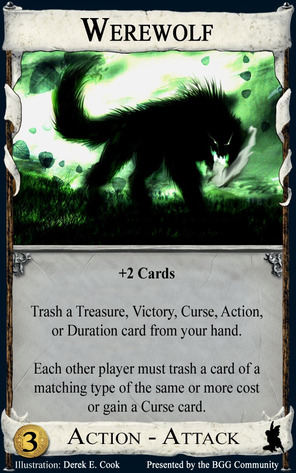 WEREWOLF
+2 Cards
Trash a Treasure, Victory, Curse, Action,
or Duration card from your hand.
Each other player must trash a card of a
matching type of the same or more cost
or gain a Curse card.
3 ACTION - ATTACK
Illustration: Derek E. Cook Presented by the BGG Community